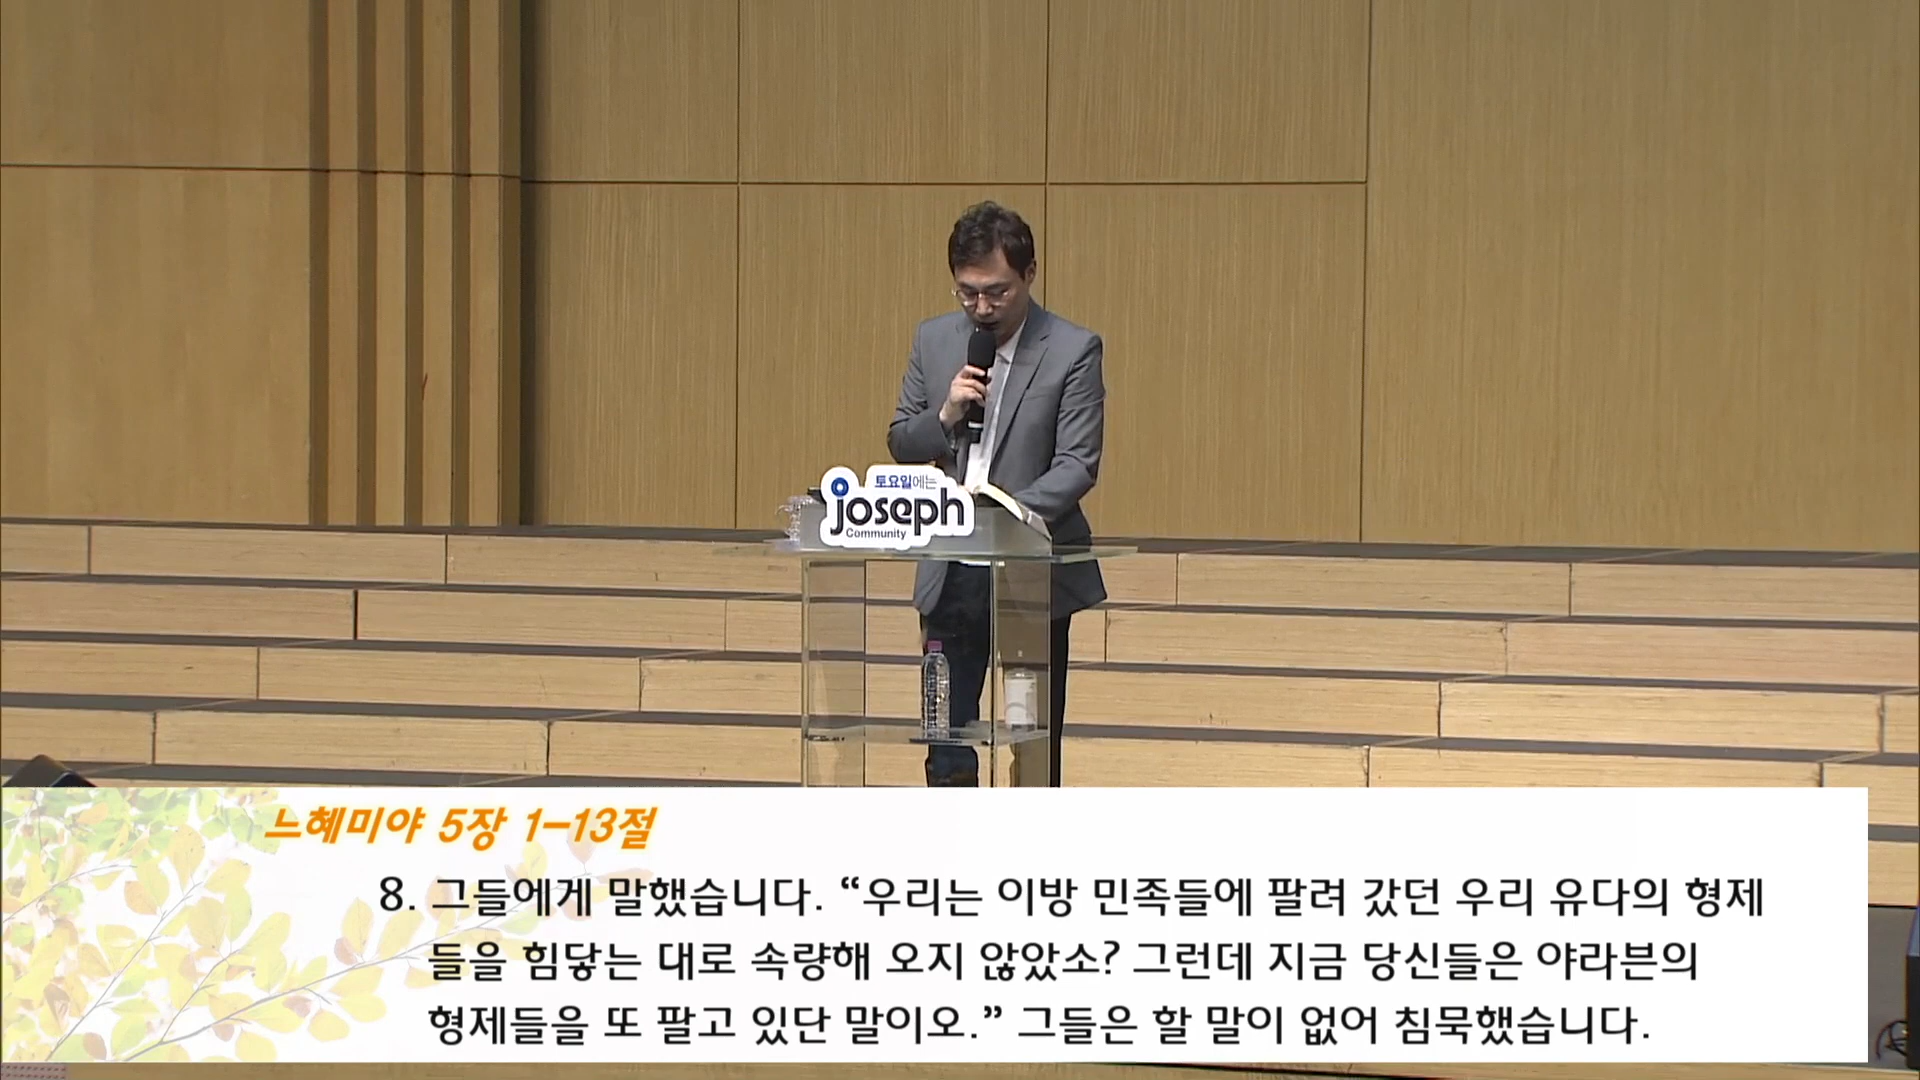 토요일에는
joseph
Community
느헤미야 5장 1-13절
8. 그들에게 말했습니다. “우리는 이방 민족들에 팔려 갔던 우리 유다의 형제
들을 힘닿는 대로 속량해 오지 않았소? 그런데 지금 당신들은 야라븐의
형제들을 또 팔고 있단 말이오.” 그들은 할 말이 없어 침묵했습니다.